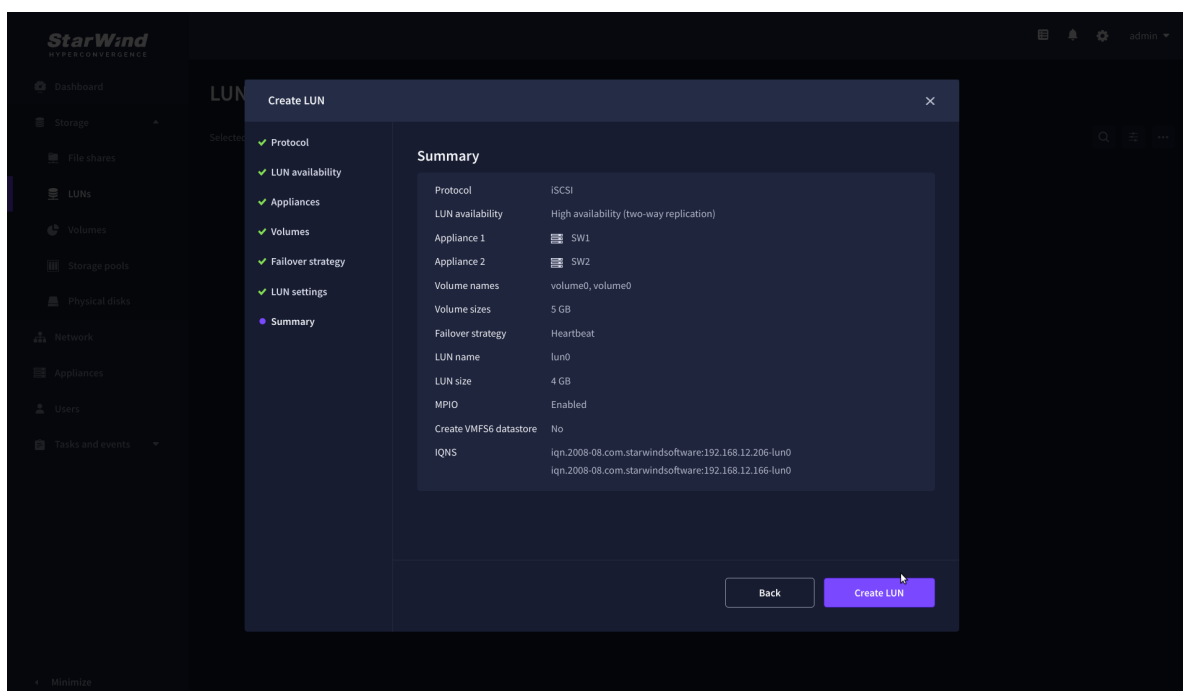 StarWind
HYPERCONVERGENCE
admin
Dashboard
Storage
File shares
LUNs
Volumes
Storage pools
Physical disks
Network
Appliances
Users
Tasks and events
Minimize
LUN
Selected
Create LUN
Protocol
LUN availability
Appliances
Volumes
Failover strategy
LUN settings
Summary
Summary
Protocol iSCSI
LUN availability High availability (two-way replication)
Appliance 1 SW1
Appliance 2 SW2
Volume names volume0, volume0
Volume sizes 5 GB
Failover strategy Heartbeat
LUN name lun0
LUN size 4 GB
MPIO Enabled
Create VMFS6 datastore No
IQNS iqn.2008-08.com.starwindsoftware:192.168.12.206-lun0
iqn.2008-08.com.starwindsoftware:192.168.12.166-lun0
Back
Create LUN